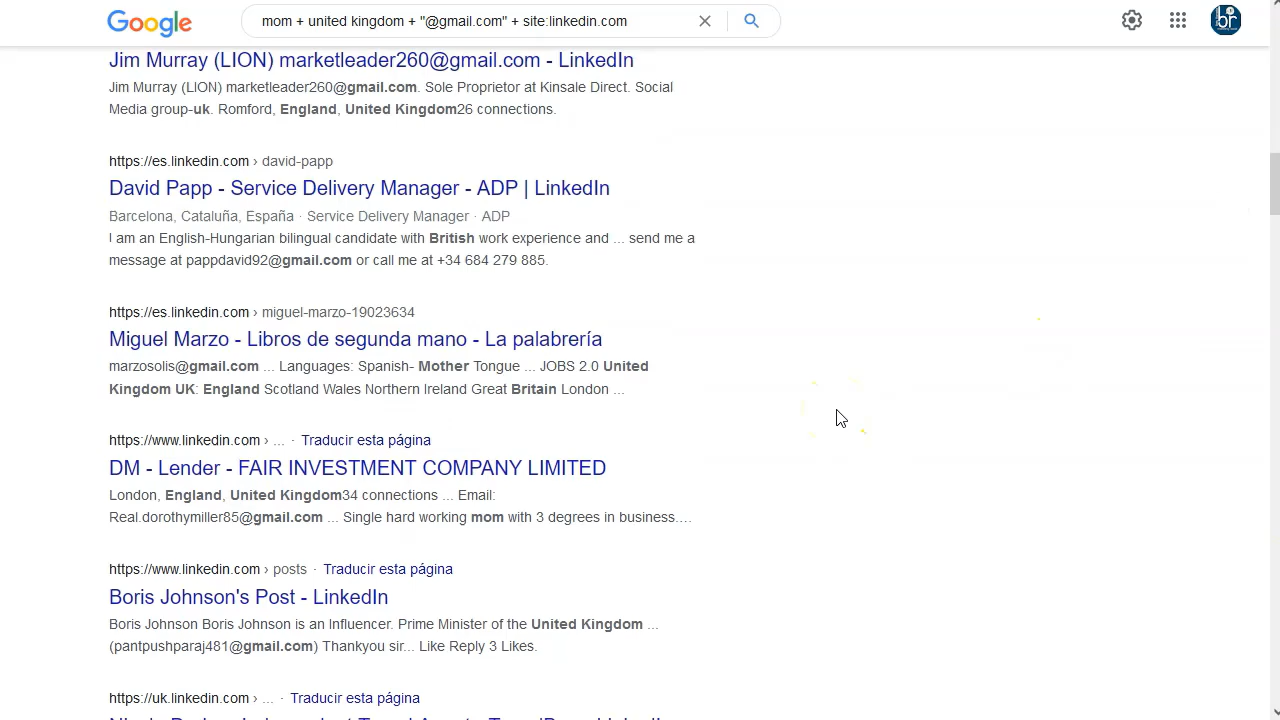 Google
mom + united kingdom + "@gmail.com" + site:linkedin.com
br
Jim Murray (LION) marketleader260@gmail.com - LinkedIn
Jim Murray (LION) marketleader260@gmail.com. Sole Proprietor at Kinsale Direct. Social
Media group-uk. Romford, England, United Kingdom26 connections.
https://es.linkedin.com › david-papp
David Papp - Service Delivery Manager - ADP | LinkedIn
Barcelona, Cataluña, España · Service Delivery Manager · ADP
I am an English-Hungarian bilingual candidate with British work experience and ... send me a
message at pappdavid92@gmail.com or call me at +34 684 279 885.
https://es.linkedin.com › miguel-marzo-19023634
Miguel Marzo - Libros de segunda mano - La palabrería
marzosolis@gmail.com ... Languages: Spanish- Mother Tongue ... JOBS 2.0 United
Kingdom UK: England Scotland Wales Northern Ireland Great Britain London ...
https://www.linkedin.com › ... · Traducir esta página
DM - Lender - FAIR INVESTMENT COMPANY LIMITED
London, England, United Kingdom34 connections ... Email:
Real.dorothymiller85@gmail.com ... Single hard working mom with 3 degrees in business....
https://www.linkedin.com › posts · Traducir esta página
Boris Johnson's Post - LinkedIn
Boris Johnson Boris Johnson is an Influencer. Prime Minister of the United Kingdom ...
(pantpushparaj481@gmail.com) Thankyou sir... Like Reply 3 Likes.
https://uk.linkedin.com › ... · Traducir esta página